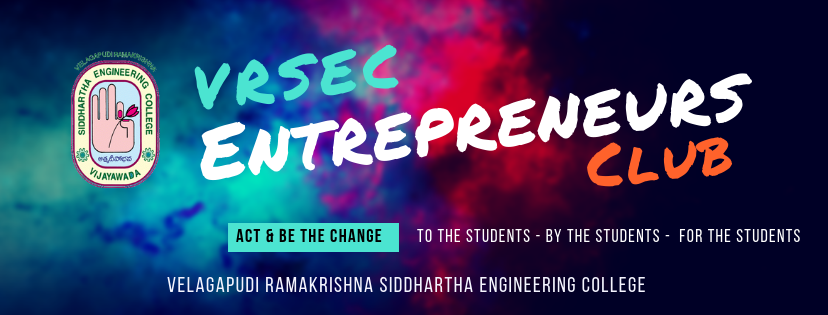 VELAGAPUDI RAMAKRISHNA
SIDDHARTHA ENGINEERING COLLEGE
VIJAYAWADA
VRSEC
ENTREPRENEURS
CLUB
ACT & BE THE CHANGE
TO THE STUDENTS - BY THE STUDENTS - FOR THE STUDENTS
VELAGAPUDI RAMAKRISHNA SIDDHARTHA ENGINEERING COLLEGE